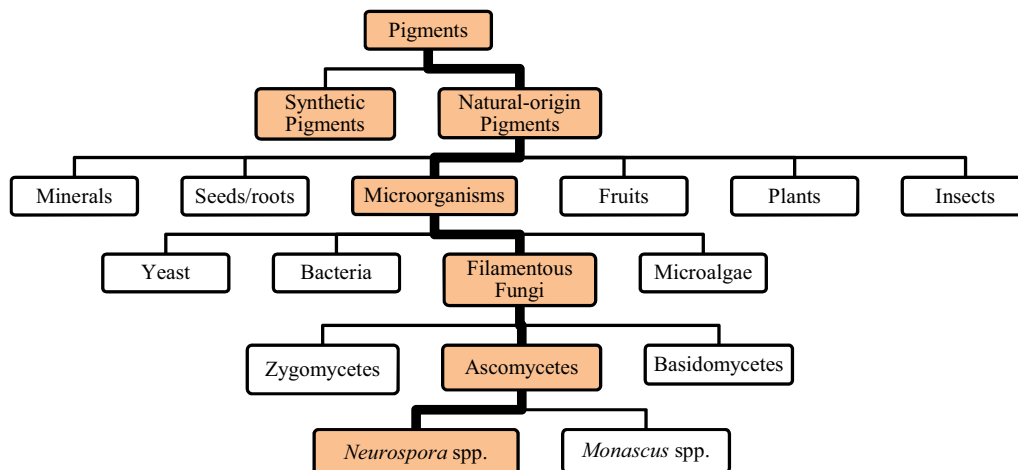 Pigments
Synthetic
Pigments
Natural-origin
Pigments
Minerals
Seeds/roots
Microorganisms
Fruits
Plants
Insects
Yeast
Bacteria
Filamentous
Fungi
Microalgae
Zygomycetes
Ascomycetes
Basidomycetes
Neurospora spp.
Monascus spp.